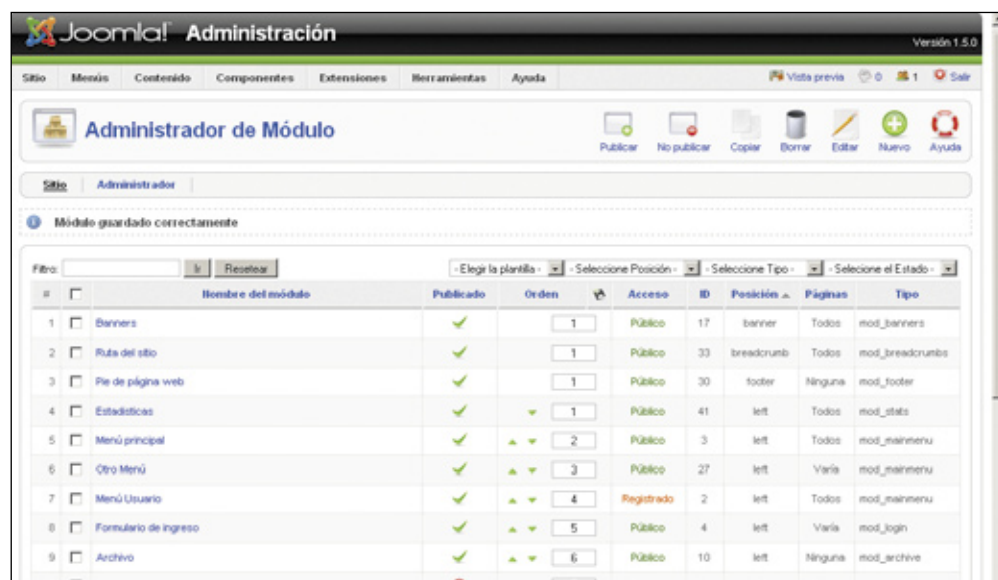 Joomla! Administración
Versión 1.5.0
Sitio Menús Contenido Componentes Extensiones Herramientas Ayuda Vista previa 0 1 Salir
Administrador de Módulo
Publicar No publicar Copiar Borrar Editar Nuevo Ayuda
Sitio Administrador
Módulo guardado correctamente
Filtro: Ir Resetear - Elegir la plantilla - - Seleccione Posición - - Seleccione Tipo - - Seleccione el Estado -
# Nombre del módulo Publicado Orden Acceso ID Posición Páginas Tipo
1 Banners 1 Público 17 banner Todos mod_banners
2 Ruta del sitio 1 Público 33 breadcrumb Todos mod_breadcrumbs
3 Pie de página web 1 Público 30 footer Ninguna mod_footer
4 Estadísticas 1 Público 41 left Todos mod_stats
5 Menú principal 2 Público 3 left Todos mod_mainmenu
6 Otro Menú 3 Público 27 left Varía mod_mainmenu
7 Menú Usuario 4 Registrado 2 left Todos mod_mainmenu
8 Formulario de ingreso 5 Público 4 left Varía mod_login
9 Archivo 6 Público 10 left Ninguna mod_archive